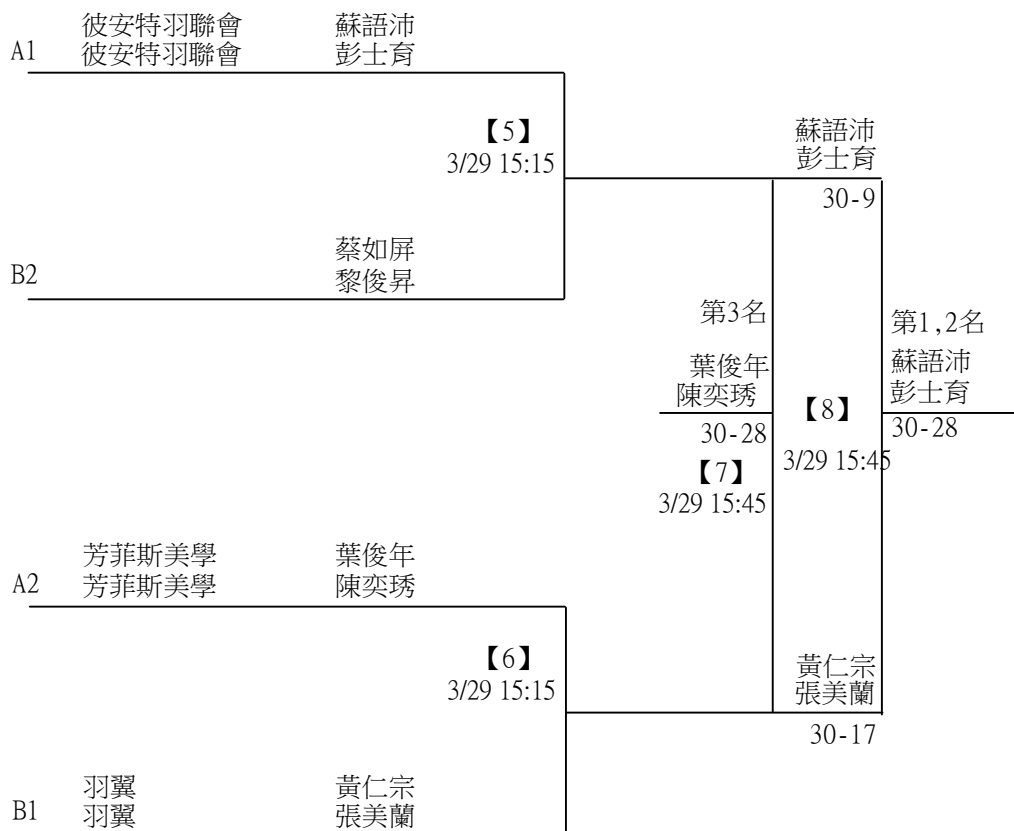 彼安特羽聯會 蘇語沛
A1 彼安特羽聯會 彭士育
【5】
3/29 15:15
蘇語沛
彭士育
30-9
蔡如屏
B2 黎俊昇
第3名
第1,2名
葉俊年
陳奕琇
30-28
【7】
3/29 15:45
【8】
3/29 15:45
蘇語沛
彭士育
30-28
芳菲斯美學 葉俊年
A2 芳菲斯美學 陳奕琇
【6】
3/29 15:15
黃仁宗
張美蘭
30-17
羽翼 黃仁宗
B1 羽翼 張美蘭